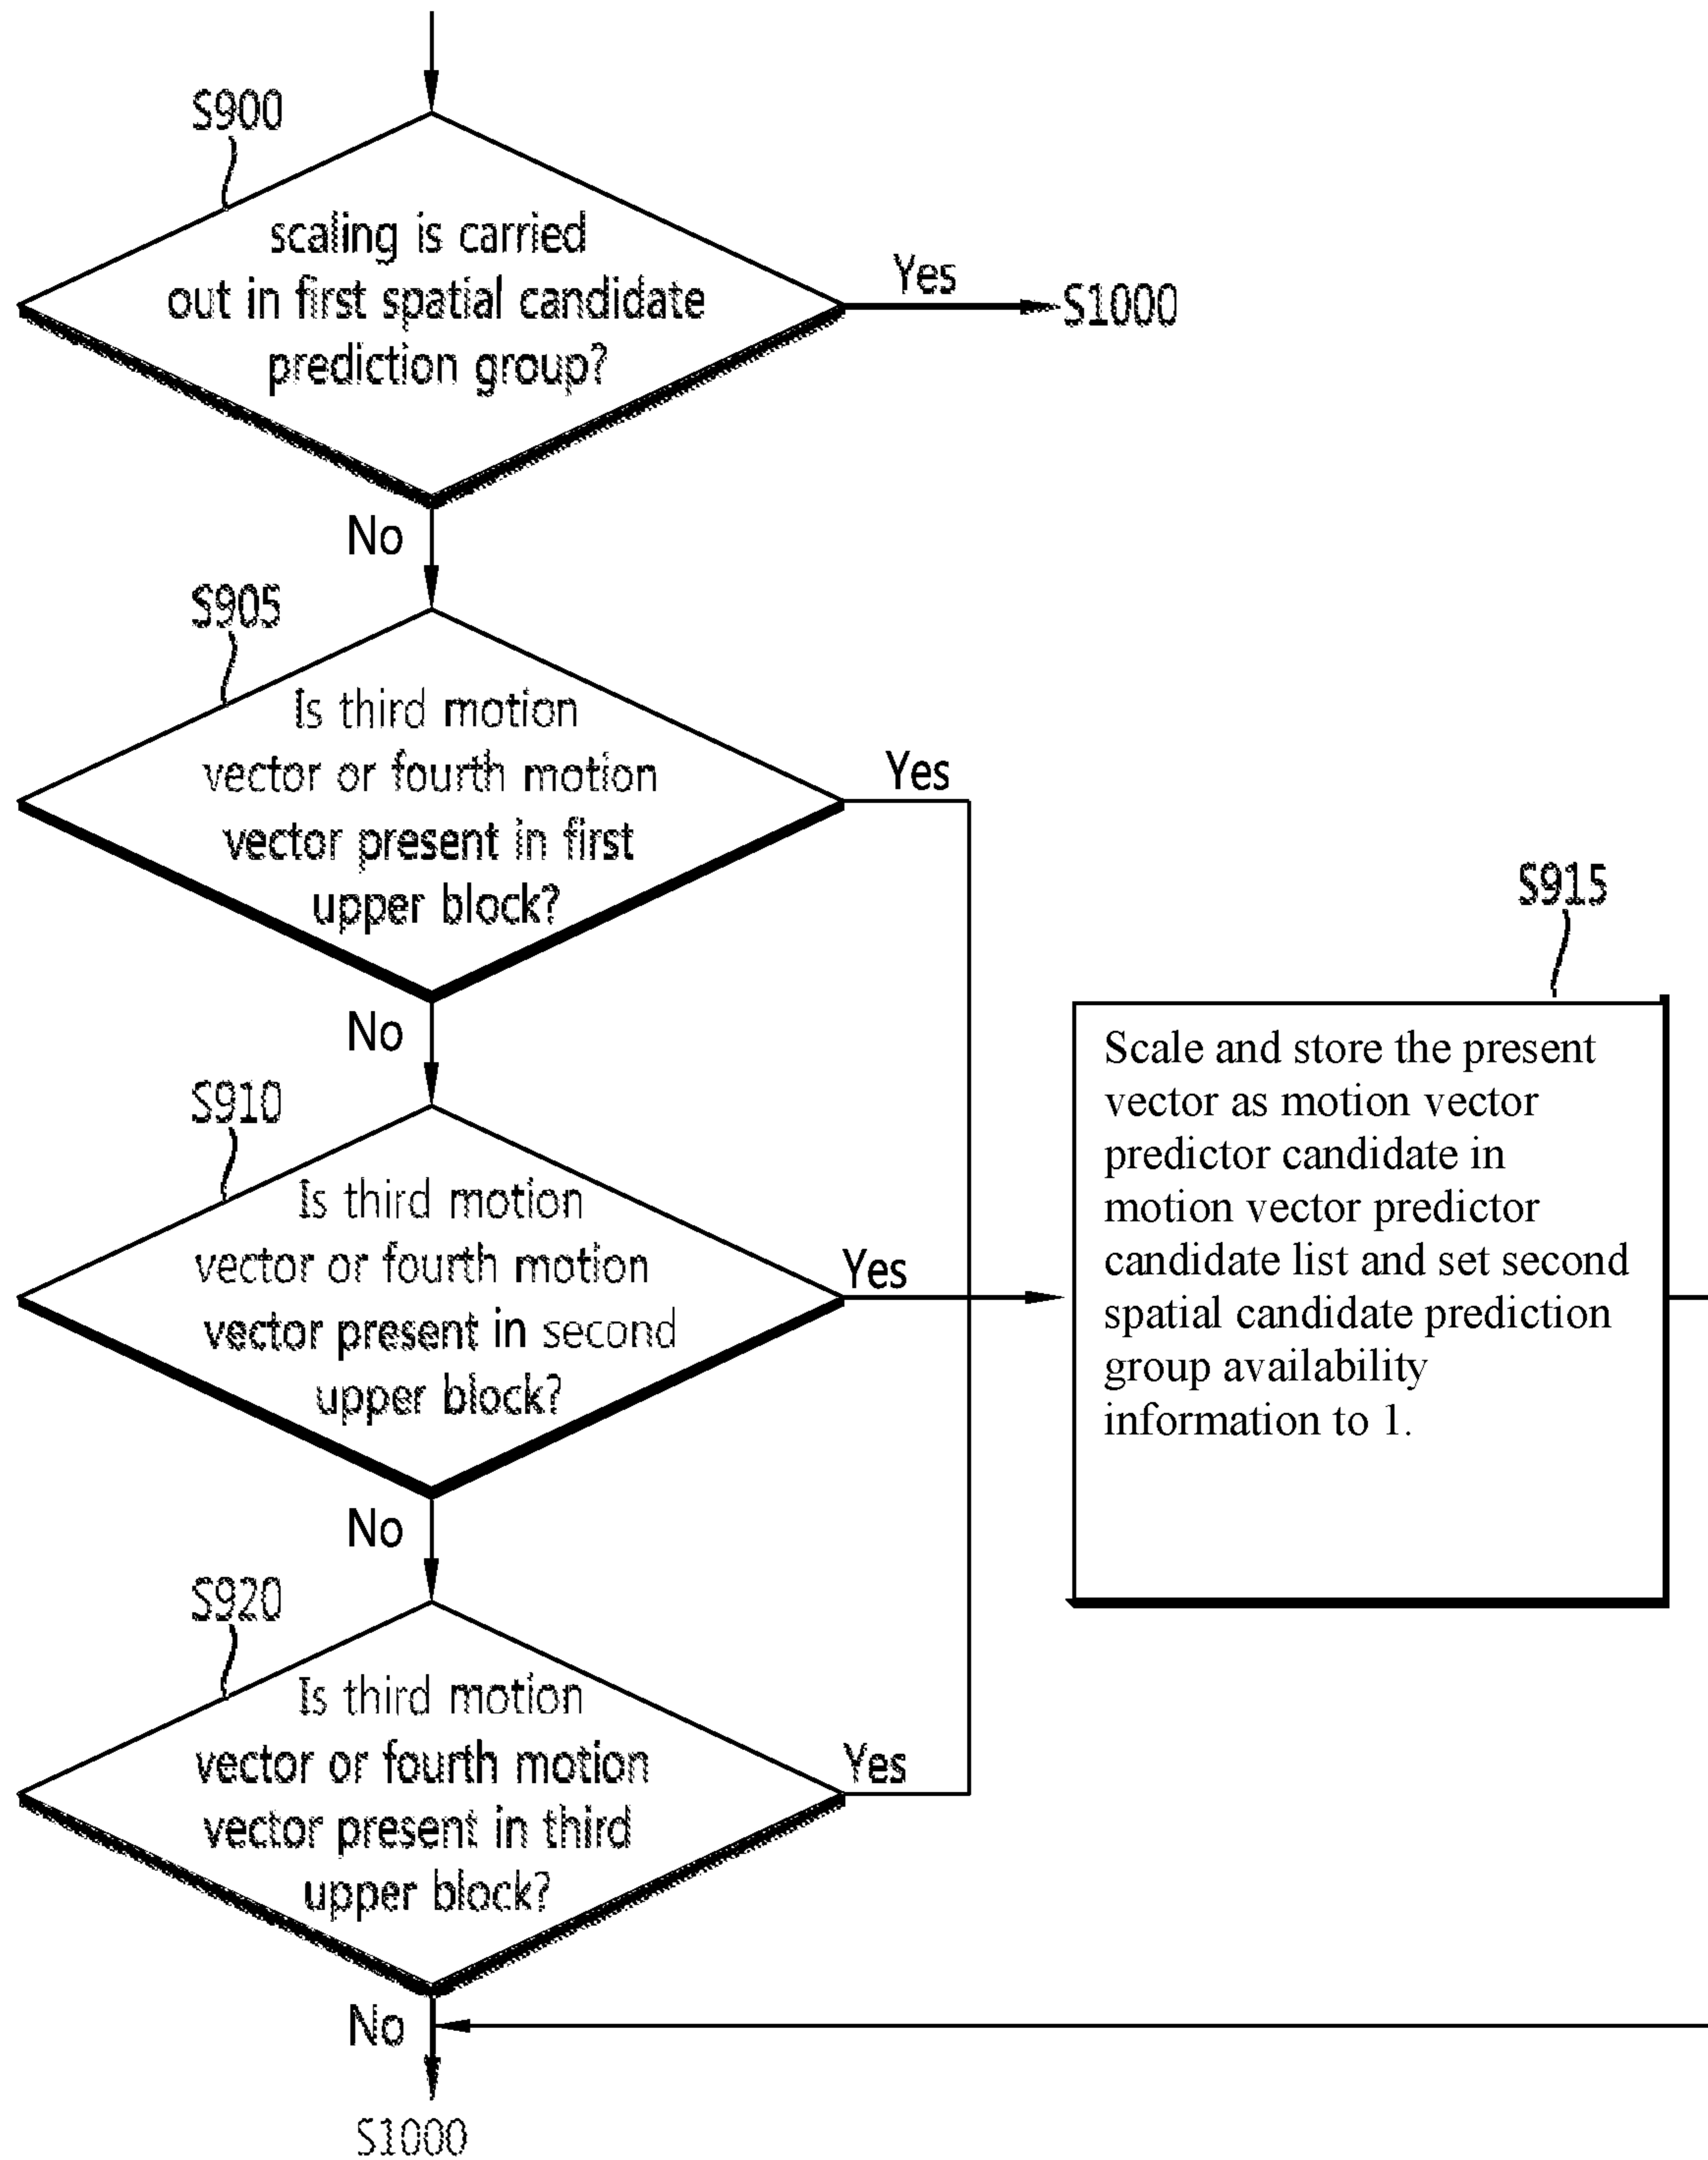 S900
scaling is carried
out in first spatial candidate
prediction group?
Yes
S1000
No
S905
Is third motion
vector or fourth motion
vector present in first
upper block?
Yes
No
S910
Is third motion
vector or fourth motion
vector present in second
upper block?
Yes
S915
Scale and store the present
vector as motion vector
predictor candidate in
motion vector predictor
candidate list and set second
spatial candidate prediction
group availability
information to 1.
No
S920
Is third motion
vector or fourth motion
vector present in third
upper block?
Yes
No
S1000